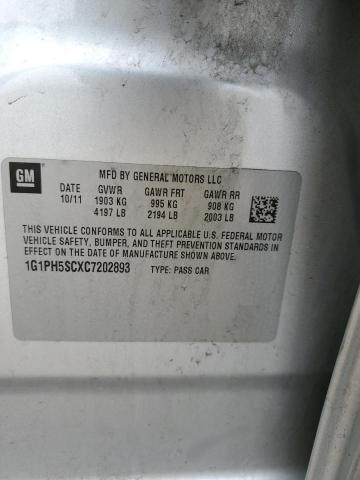 GM
MFD BY GENERAL MOTORS LLC
DATE GVWR GAWR FRT GAWR RR
10/11 1903 KG 995 KG 908 KG
4197 LB 2194 LB 2003 LB
THIS VEHICLE CONFORMS TO ALL APPLICABLE U.S. FEDERAL MOTOR
VEHICLE SAFETY, BUMPER, AND THEFT PREVENTION STANDARDS
IN EFFECT ON THE DATE OF MANUFACTURE SHOWN ABOVE.
1G1PH5SCXC7202893 TYPE: PASS CAR